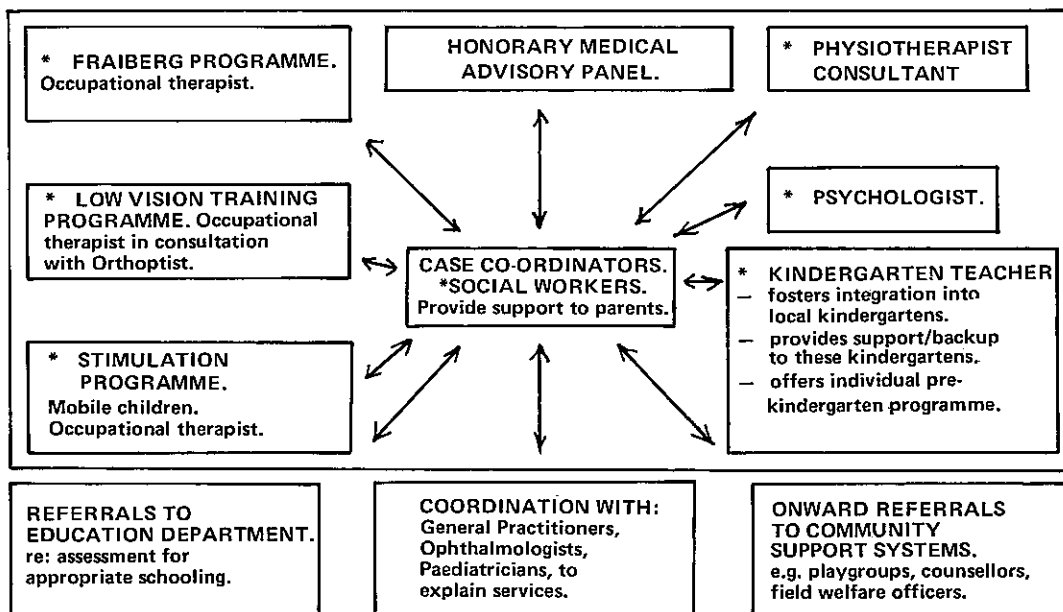 * FRAIBERG PROGRAMME.
Occupational therapist.
HONORARY MEDICAL
ADVISORY PANEL.
* PHYSIOTHERAPIST
CONSULTANT
* LOW VISION TRAINING
PROGRAMME. Occupational
therapist in consultation
with Orthoptist.
* PSYCHOLOGIST.
CASE CO-ORDINATORS.
*SOCIAL WORKERS.
Provide support to parents.
* KINDERGARTEN TEACHER
— fosters integration into
local kindergartens.
— provides support/backup
to these kindergartens.
— offers individual pre-
kindergarten programme.
* STIMULATION
PROGRAMME.
Mobile children.
Occupational therapist.
REFERRALS TO
EDUCATION DEPARTMENT.
re: assessment for
appropriate schooling.
COORDINATION WITH:
General Practitioners,
Ophthalmologists,
Paediatricians, to
explain services.
ONWARD REFERRALS
TO COMMUNITY
SUPPORT SYSTEMS.
e.g. playgroups, counsellors,
field welfare officers.